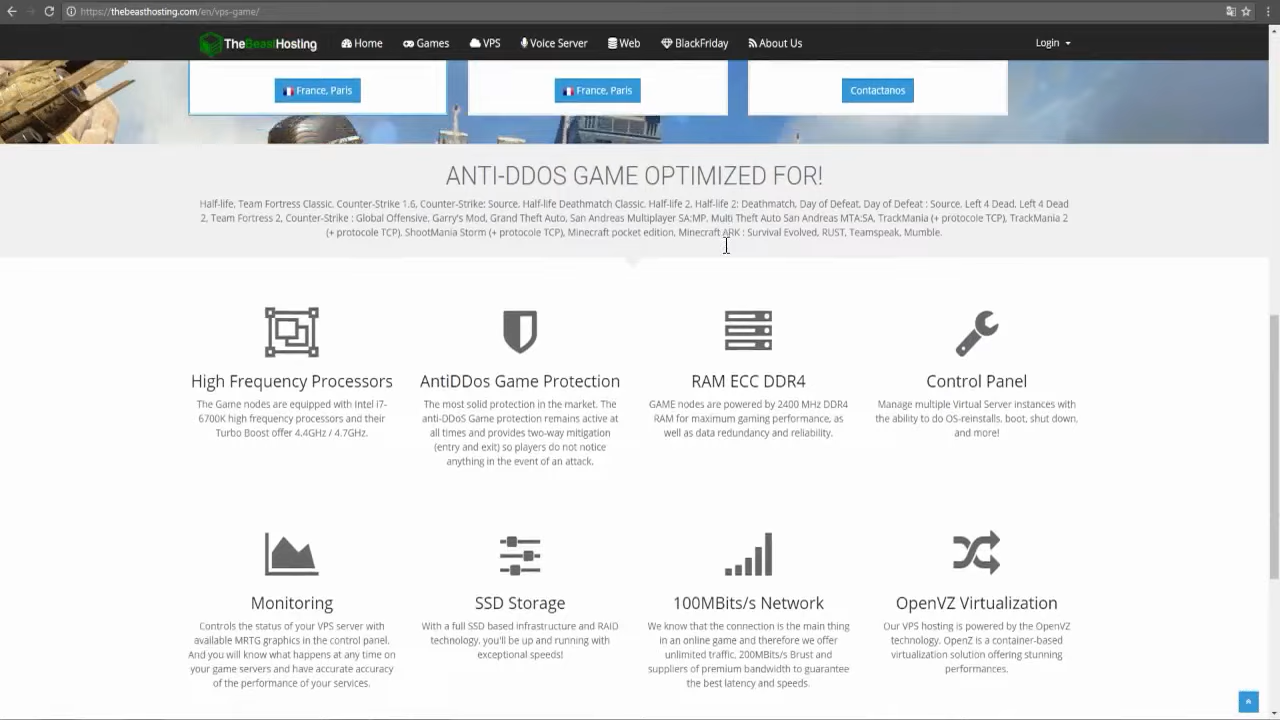 https://thebeasthosting.com/en/vps-game/
TheBeastHosting Home Games VPS Voice Server Web BlackFriday About Us Login
France, Paris France, Paris Contactanos
ANTI-DDOS GAME OPTIMIZED FOR!
Half-life, Team Fortress Classic, Counter-Strike 1.6, Counter-Strike: Source, Half-life Deathmatch Classic, Half-life 2, Half-life 2: Deathmatch, Day of Defeat, Day of Defeat : Source, Left 4 Dead, Left 4 Dead
2, Team Fortress 2, Counter-Strike : Global Offensive, Garry's Mod, Grand Theft Auto, San Andreas Multiplayer SA:MP, Multi Theft Auto San Andreas MTA:SA, TrackMania (+ protocole TCP), TrackMania 2
(+ protocole TCP), ShootMania Storm (+ protocole TCP), Minecraft pocket edition, Minecraft ARK : Survival Evolved, RUST, Teamspeak, Mumble.
High Frequency Processors
The Game nodes are equipped with Intel I7-
6700K high frequency processors and their
Turbo Boost offer 4.4GHz / 4.7GHz.
AntiDDos Game Protection
The most solid protection in the market. The
anti-DDoS Game protection remains active at
all times and provides two-way mitigation
(entry and exit) so players do not notice
anything in the event of an attack.
RAM ECC DDR4
GAME nodes are powered by 2400 MHz DDR4
RAM for maximum gaming performance, as
well as data redundancy and reliability.
Control Panel
Manage multiple Virtual Server instances with
the ability to do OS-reinstalls, boot, shut down,
and more!
Monitoring
Controls the status of your VPS server with
available MRTG graphics in the control panel.
And you will know what happens at any time on
your game servers and have accurate accuracy
of the performance of your services.
SSD Storage
With a full SSD based infrastructure and RAID
technology, you'll be up and running with
exceptional speeds!
100MBits/s Network
We know that the connection is the main thing
in an online game and therefore we offer
unlimited traffic, 200MBits/s Brust and
suppliers of premium bandwidth to guarantee
the best latency and speeds.
OpenVZ Virtualization
Our VPS hosting is powered by the OpenVZ
technology. OpenZ is a container-based
virtualization solution offering stunning
performances.